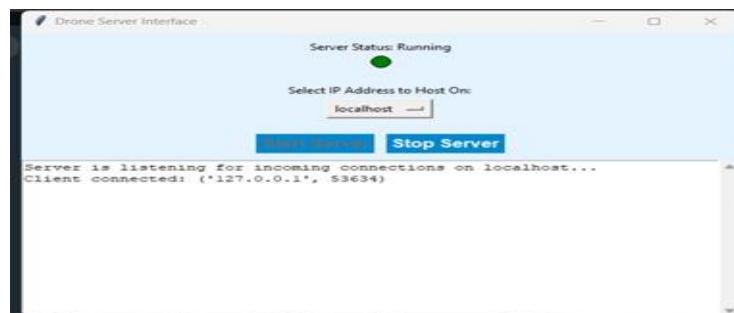 Drone Server Interface
Server Status: Running
Select IP Address to Host On:
localhost
Start Server Stop Server
Server is listening for incoming connections on localhost...
Client connected: ('127.0.0.1', 53634)